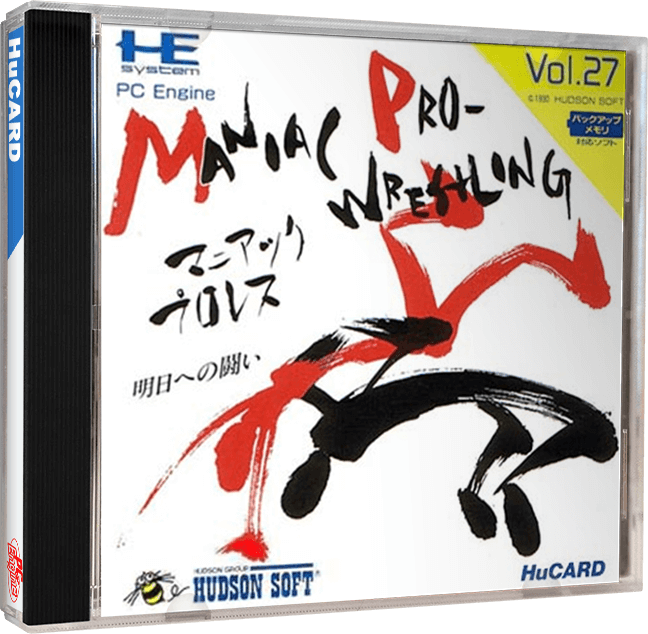 HuCARD
HE
system
PC Engine
Vol.27
©1990 HUDSON SOFT
バックアップ
メモリ
対応ソフト
MANIAC PRO-
WRESTLING
マニアック
プロレス
明日への闘い
HUDSON GROUP
HUDSON SOFT
HuCARD
PC Engine